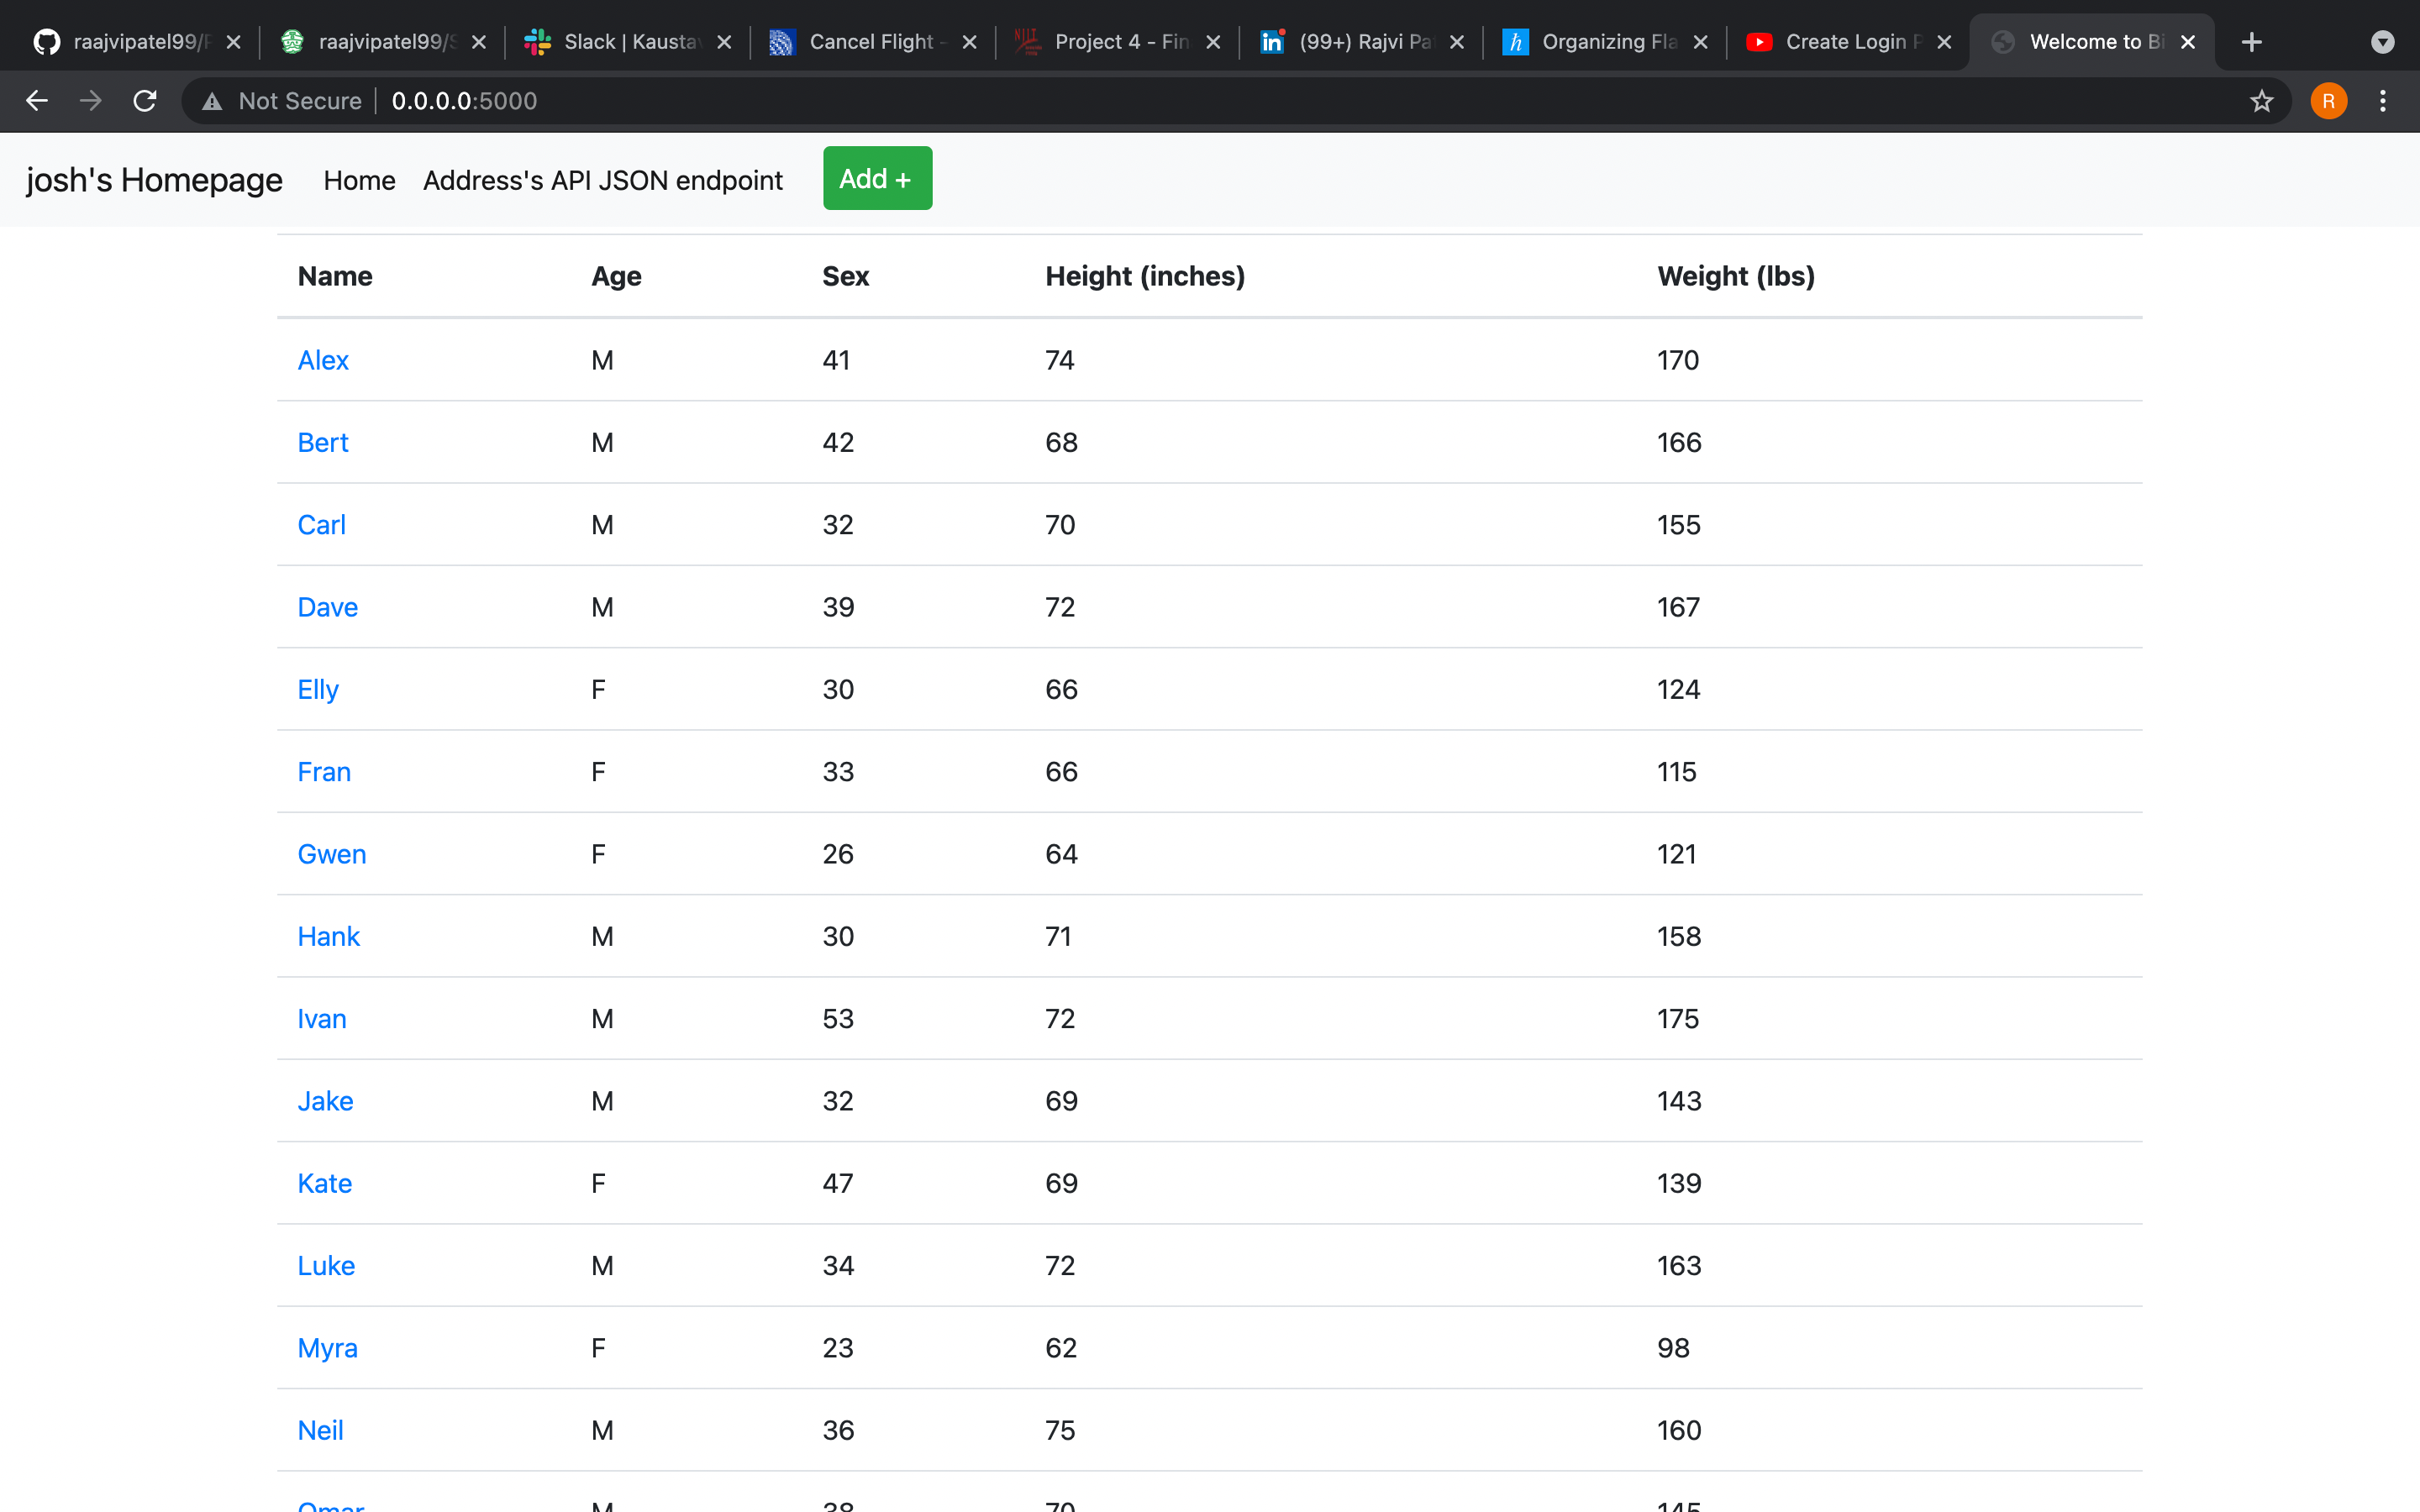 raajvipatel99/ raajvipatel99/ Slack | Kausta Cancel Flight - Project 4 - Fin (99+) Rajvi Pa Organizing Fla Create Login Welcome to Bi
Not Secure 0.0.0.0:5000 R
josh's Homepage Home Address's API JSON endpoint Add +
Name Age Sex Height (inches) Weight (lbs)
Alex M 41 74 170
Bert M 42 68 166
Carl M 32 70 155
Dave M 39 72 167
Elly F 30 66 124
Fran F 33 66 115
Gwen F 26 64 121
Hank M 30 71 158
Ivan M 53 72 175
Jake M 32 69 143
Kate F 47 69 139
Luke M 34 72 163
Myra F 23 62 98
Neil M 36 75 160
Omar M 38 70 145